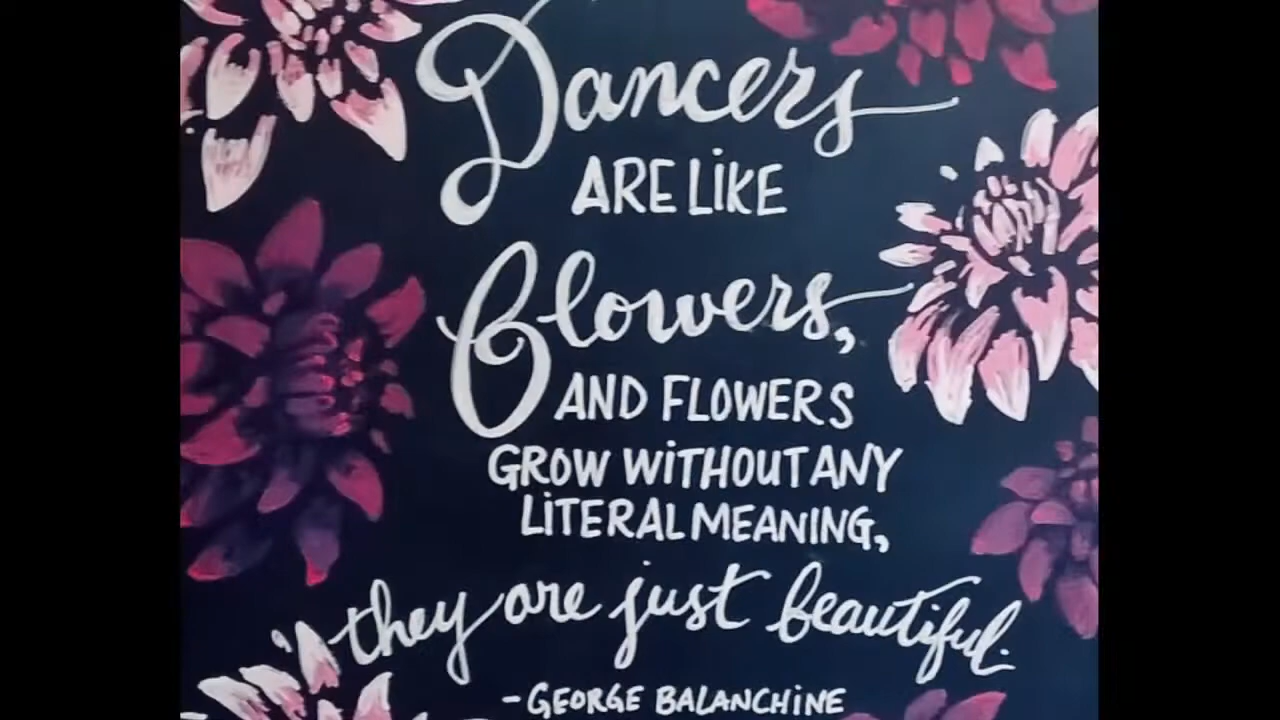 Dancers
ARE LiKE
Flowers,
AND FLOWERS
GROW WiTHOUT ANY
LiTERAL MEANING,
they are just beautiful.
-GEORGE BALANCHiNE